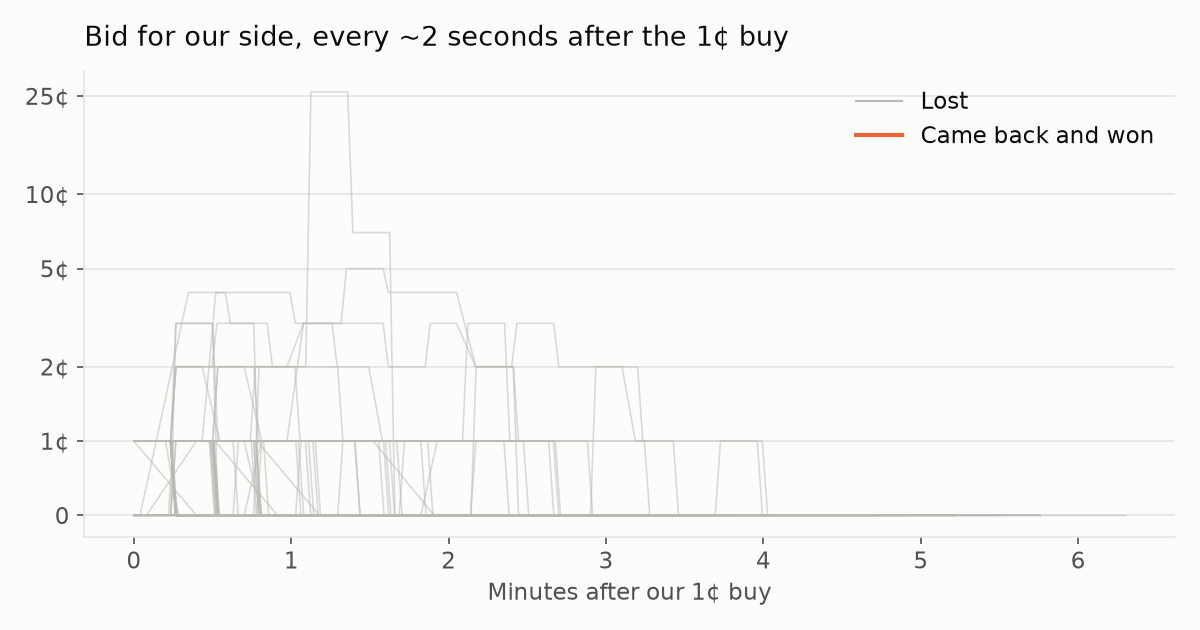 Bid for our side, every ~2 seconds after the 1¢ buy
25¢
10¢
5¢
2¢
1¢
0
Lost
Came back and won
0 1 2 3 4 5 6
Minutes after our 1¢ buy